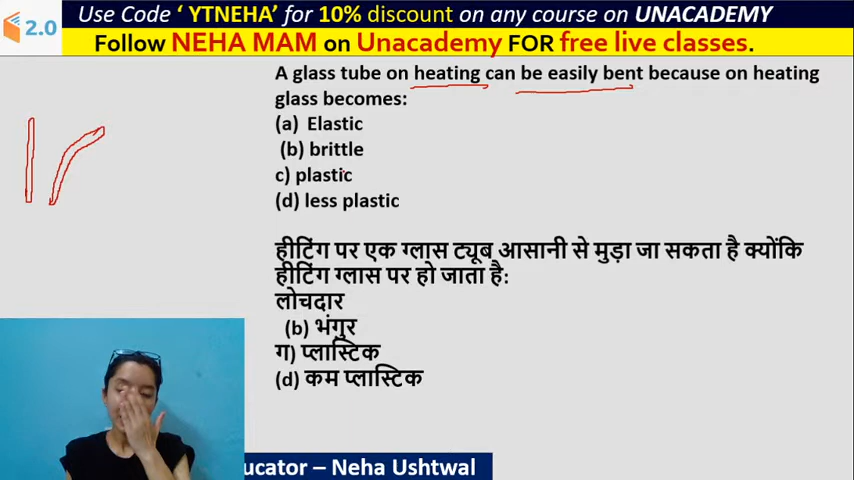 Use Code ‘ YTNEHA’ for 10% discount on any course on UNACADEMY
2.0
Follow NEHA MAM on Unacademy FOR free live classes.
A glass tube on heating can be easily bent because on heating
glass becomes:
(a) Elastic
(b) brittle
c) plastic
(d) less plastic
हीटिंग पर एक ग्लास ट्यूब आसानी से मुड़ा जा सकता है क्योंकि
हीटिंग ग्लास पर हो जाता है:
लोचदार
(b) भंगुर
ग) प्लास्टिक
(d) कम प्लास्टिक
ucator – Neha Ushtwal